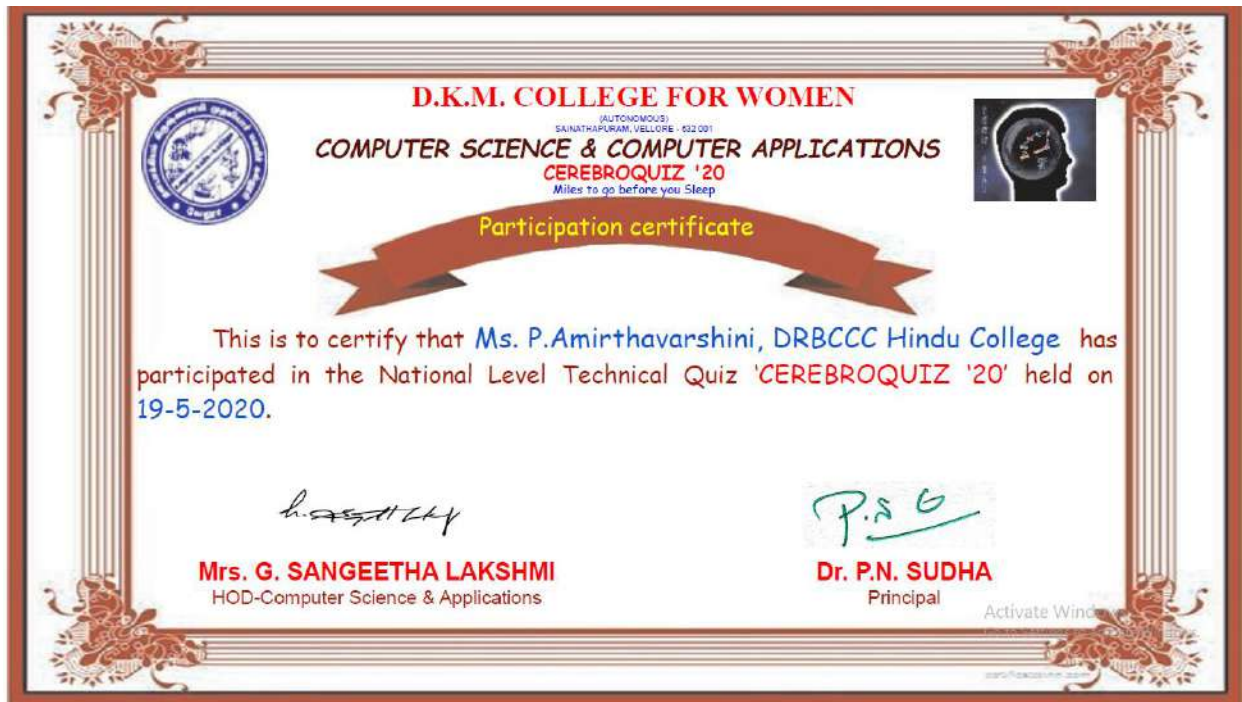 D.K.M. COLLEGE FOR WOMEN
(AUTONOMOUS)
SAINATHAPURAM, VELLORE - 632 001
COMPUTER SCIENCE & COMPUTER APPLICATIONS
CEREBROQUIZ '20
Miles to go before you Sleep
Participation certificate
This is to certify that Ms. P.Amirthavarshini, DRBCCC Hindu College has
participated in the National Level Technical Quiz 'CEREBROQUIZ '20' held on
19-5-2020.
Mrs. G. SANGEETHA LAKSHMI
HOD-Computer Science & Applications
Dr. P.N. SUDHA
Principal
Activate Windows